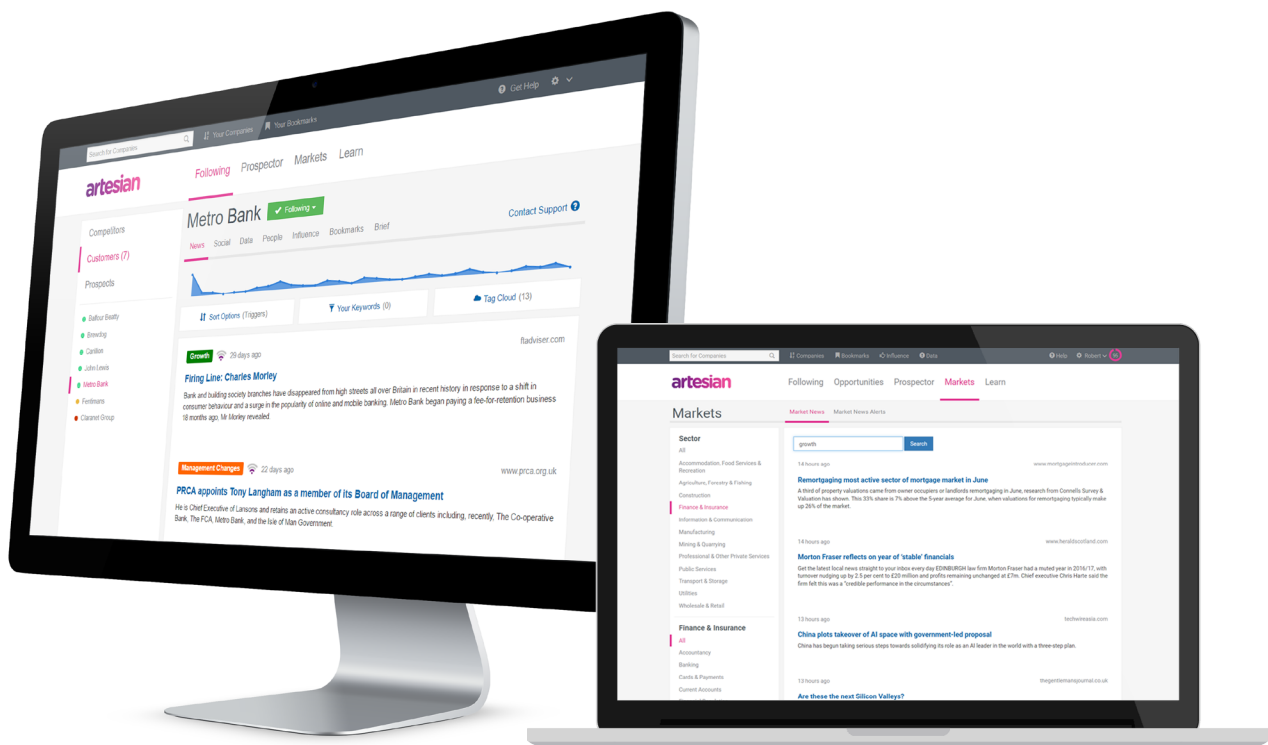 Get Help
Search for Companies
Your Companies
Your Bookmarks
artesian
Following
Prospector
Markets
Learn
Competitors
Customers (7)
Prospects
Balfour Beatty
Brewdog
Carillion
John Lewis
Metro Bank
Fentimans
Claranet Group
Metro Bank
Following
Contact Support
News
Social
Data
People
Influence
Bookmarks
Brief
Sort Options (Triggers)
Your Keywords (0)
Tag Cloud (13)
Growth
29 days ago
ftadviser.com
Firing Line: Charles Morley
Bank and building society branches have disappeared from high streets all over Britain in recent history in response to a shift in
consumer behaviour and a surge in the popularity of online and mobile banking. Metro Bank began paying a fee-for-retention business
18 months ago, Mr Morley revealed.
Management Changes
22 days ago
www.prca.org.uk
PRCA appoints Tony Langham as a member of its Board of Management
He is Chief Executive of Lansons and retains an active consultancy role across a range of clients including, recently, The Co-operative
Bank, The FCA, Metro Bank, and the Isle of Man Government.
Search for Companies
Companies
Bookmarks
Influence
Data
Help
Robert
artesian
Following
Opportunities
Prospector
Markets
Learn
Markets
Market News
Market News Alerts
Sector
All
Accommodation, Food Services &
Recreation
Agriculture, Forestry & Fishing
Construction
Finance & Insurance
Information & Communication
Manufacturing
Mining & Quarrying
Professional & Other Private Services
Public Services
Transport & Storage
Utilities
Wholesale & Retail
Finance & Insurance
All
Accountancy
Banking
Cards & Payments
Current Accounts
growth
Search
14 hours ago
www.mortgageintroducer.com
Remortgaging most active sector of mortgage market in June
A third of property valuations came from owner occupiers or landlords remortgaging in June, research from Connells Survey &
Valuation has shown. This 33% share is 7% above the 5-year average for June, when valuations for remortgaging typically make
up 26% of the market.
14 hours ago
www.heraldscotland.com
Morton Fraser reflects on year of 'stable' financials
Get the latest local news straight to your inbox every day EDINBURGH law firm Morton Fraser had a muted year in 2016/17, with
turnover nudging up by 2.5 per cent to £20 million and profits remaining unchanged at £7m. Chief executive Chris Harte said the
firm felt this was a "credible performance in the circumstances".
13 hours ago
techwireasia.com
China plots takeover of AI space with government-led proposal
China has begun taking serious steps towards solidifying its role as an AI leader in the world with a three-step plan.
13 hours ago
thegentlemansjournal.co.uk
Are these the next Silicon Valleys?